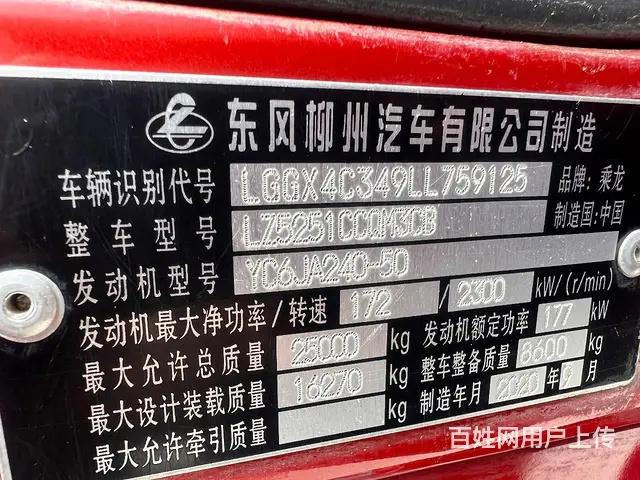 东风柳州汽车有限公司制造
车辆识别代号 LGGX4C349LL759125 品牌:乘龙
整车型号 LZ5251CCQM3CB 制造国:中国
发动机型号 YC6JA240-50
发动机最大净功率/转速 172 / 2300 kW/(r/min)
最大允许总质量 25000 kg 发动机额定功率 177 kW
最大设计装载质量 16270 kg 整车整备质量 8600 kg
最大允许牵引质量 kg 制造年月 2020 年 9 月
百姓网用户上传